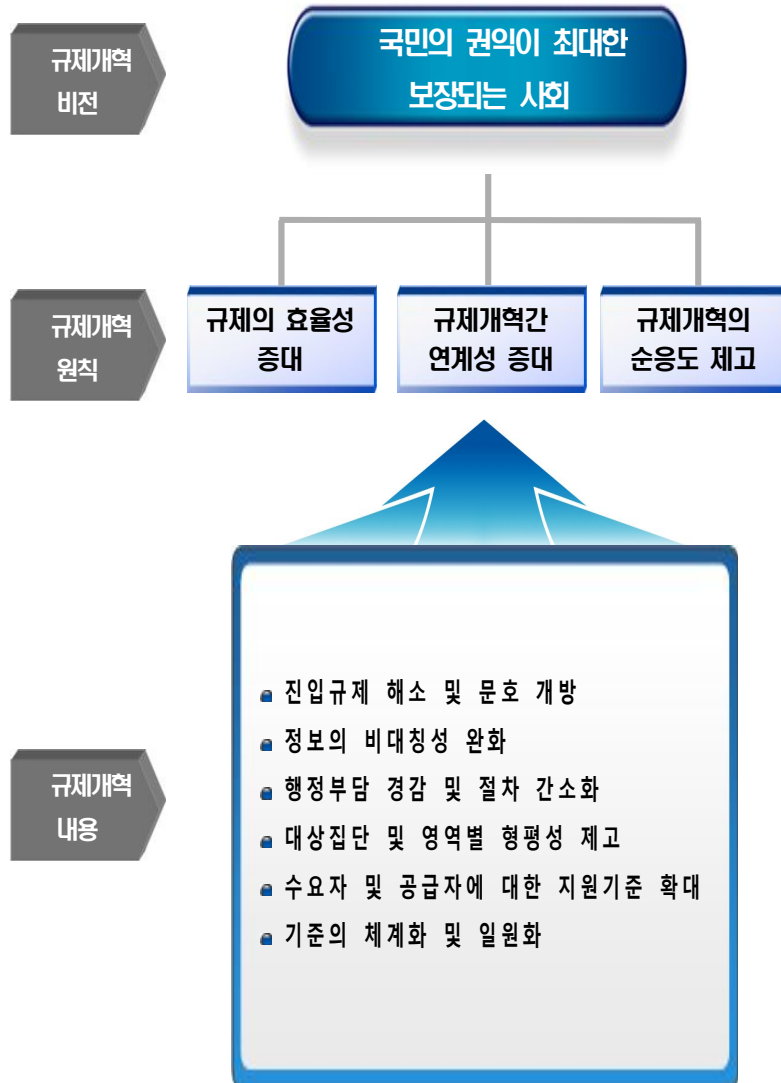 규제개혁
비전
국민의 권익이 최대한
보장되는 사회
규제개혁
원칙
규제의 효율성
증대
규제개혁간
연계성 증대
규제개혁의
순응도 제고
규제개혁
내용
진입규제 해소 및 문호 개방
정보의 비대칭성 완화
행정부담 경감 및 절차 간소화
대상집단 및 영역별 형평성 제고
수요자 및 공급자에 대한 지원기준 확대
기준의 체계화 및 일원화